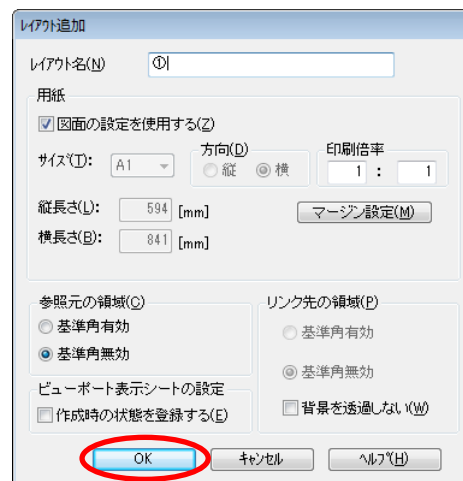 レイアウト追加
レイアウト名(N) ①
用紙
図面の設定を使用する(Z)
サイズ(T): A1 方向(D) 縦 横 印刷倍率 1 : 1
縦長さ(L): 594 [mm] マージン設定(M)
横長さ(B): 841 [mm]
参照元の領域(C) リンク先の領域(P)
基準角有効 基準角有効
基準角無効 基準角無効
ビューポート表示シートの設定
作成時の状態を登録する(E) 背景を透過しない(W)
OK キャンセル ヘルプ(H)